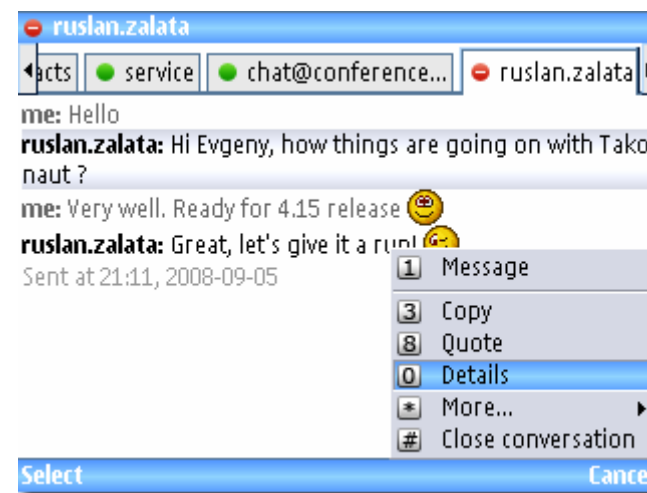 ruslan.zalata
acts service chat@conference... ruslan.zalata
me: Hello
ruslan.zalata: Hi Evgeny, how things are going on with Tako
naut ?
me: Very well. Ready for 4.15 release
ruslan.zalata: Great, let's give it a run!
Sent at 21:11, 2008-09-05
1 Message
3 Copy
8 Quote
0 Details
* More...
# Close conversation
Select Cance